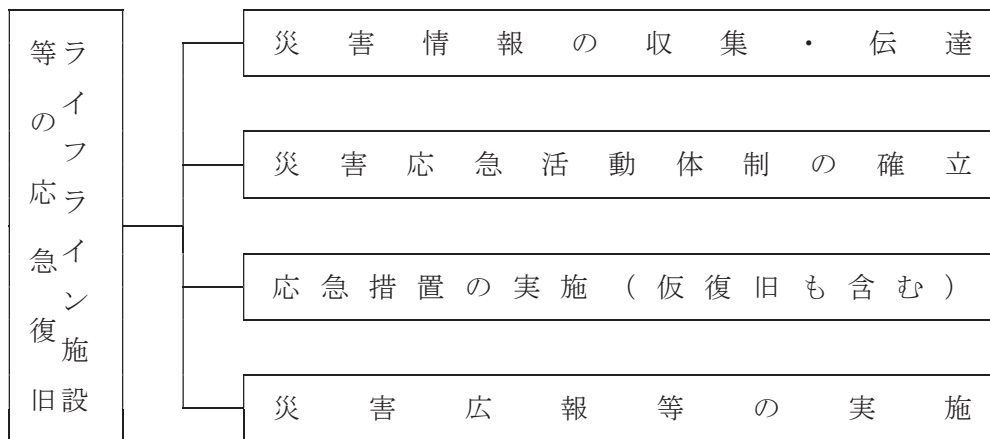 ライフライン施設
等の応急復旧
災害情報の収集・伝達
災害応急活動体制の確立
応急措置の実施(仮復旧も含む)
災害広報等の実施